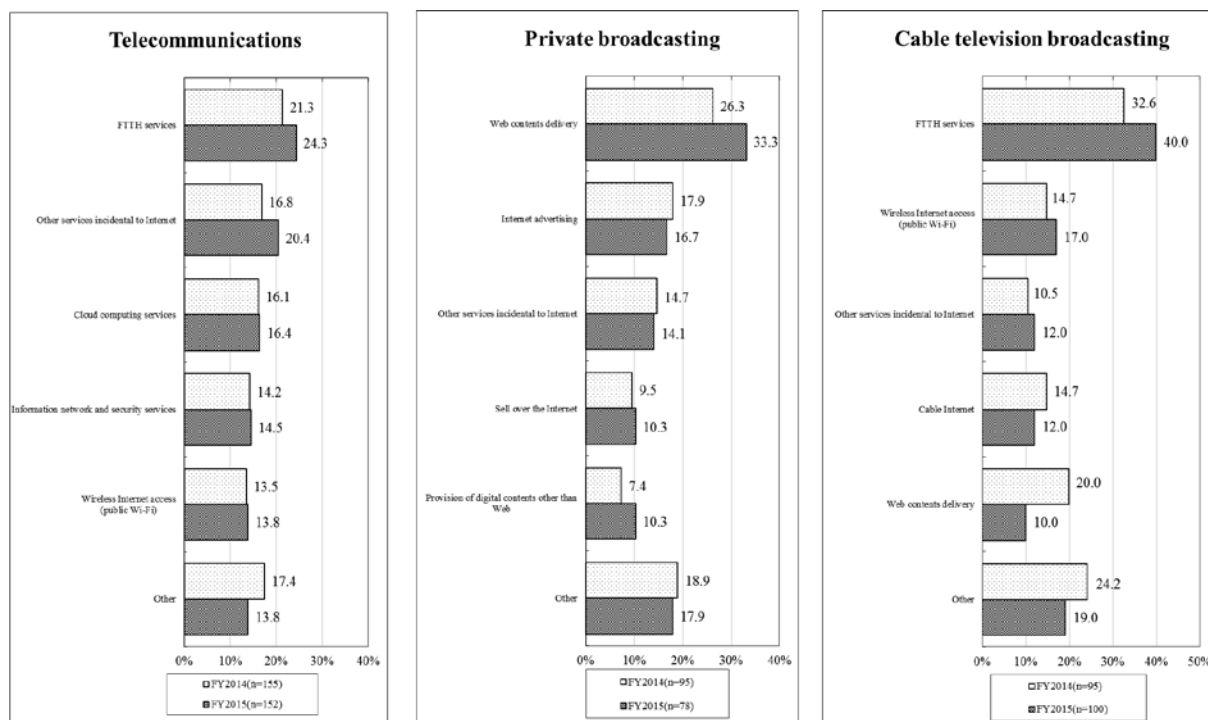 Telecommunications
FTTH services
21.3
24.3
Other services incidental to Internet
16.8
20.4
Cloud computing services
16.1
16.4
Information network and security services
14.2
14.5
Wireless Internet access
(public Wi-Fi)
13.5
13.8
Other
17.4
13.8
0% 10% 20% 30% 40%
FY2014(n=155)
FY2015(n=152)
Private broadcasting
Web contents delivery
26.3
33.3
Internet advertising
17.9
16.7
Other services incidental to Internet
14.7
14.1
Sell over the Internet
9.5
10.3
Provision of digital contents other than
Web
7.4
10.3
Other
18.9
17.9
0% 10% 20% 30% 40%
FY2014(n=95)
FY2015(n=78)
Cable television broadcasting
FTTH services
32.6
40.0
Wireless Internet access
(public Wi-Fi)
14.7
17.0
Other services incidental to Internet
10.5
12.0
Cable Internet
14.7
12.0
Web contents delivery
20.0
10.0
Other
24.2
19.0
0% 10% 20% 30% 40% 50%
FY2014(n=95)
FY2015(n=100)